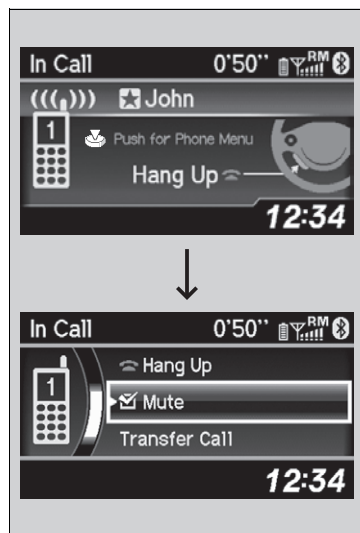 In Call 0'50'' RM
John
1
Push for Phone Menu
Hang Up
12:34
In Call 0'50'' RM
Hang Up
1
Mute
Transfer Call
12:34